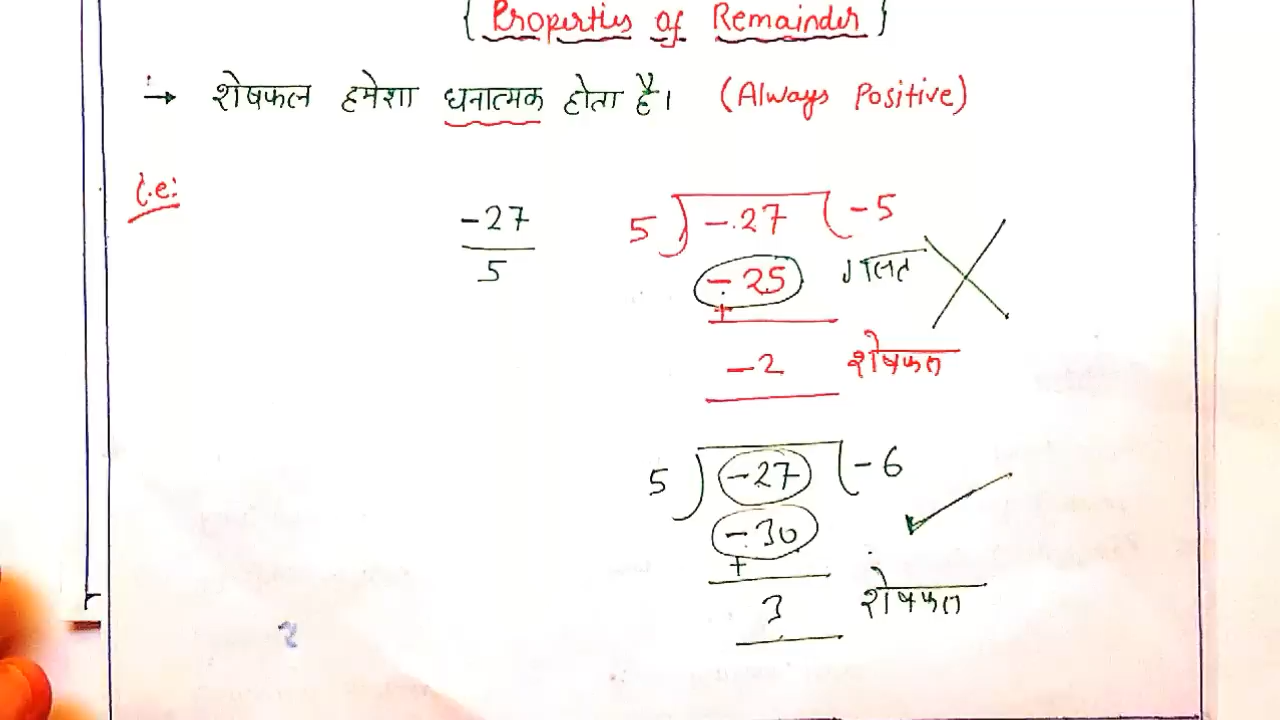 { Properties of Remainder }
→ शेषफल हमेशा धनात्मक होता है। (Always Positive)
i.e:
-27
5
5 ) -27 ( -5
-25 गलत
+
-2 शेषफल
5 ) -27 ( -6
-30
+
3 शेषफल